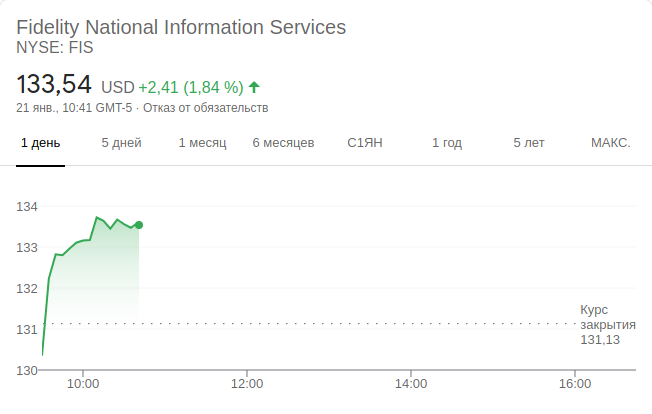 Fidelity National Information Services
NYSE: FIS
133,54 USD +2,41 (1,84 %)
21 янв., 10:41 GMT-5 · Отказ от обязательств
1 день 5 дней 1 месяц 6 месяцев С1ЯН 1 год 5 лет МАКС.
134
133
132
131
130
Курс
закрытия
131,13
10:00 12:00 14:00 16:00